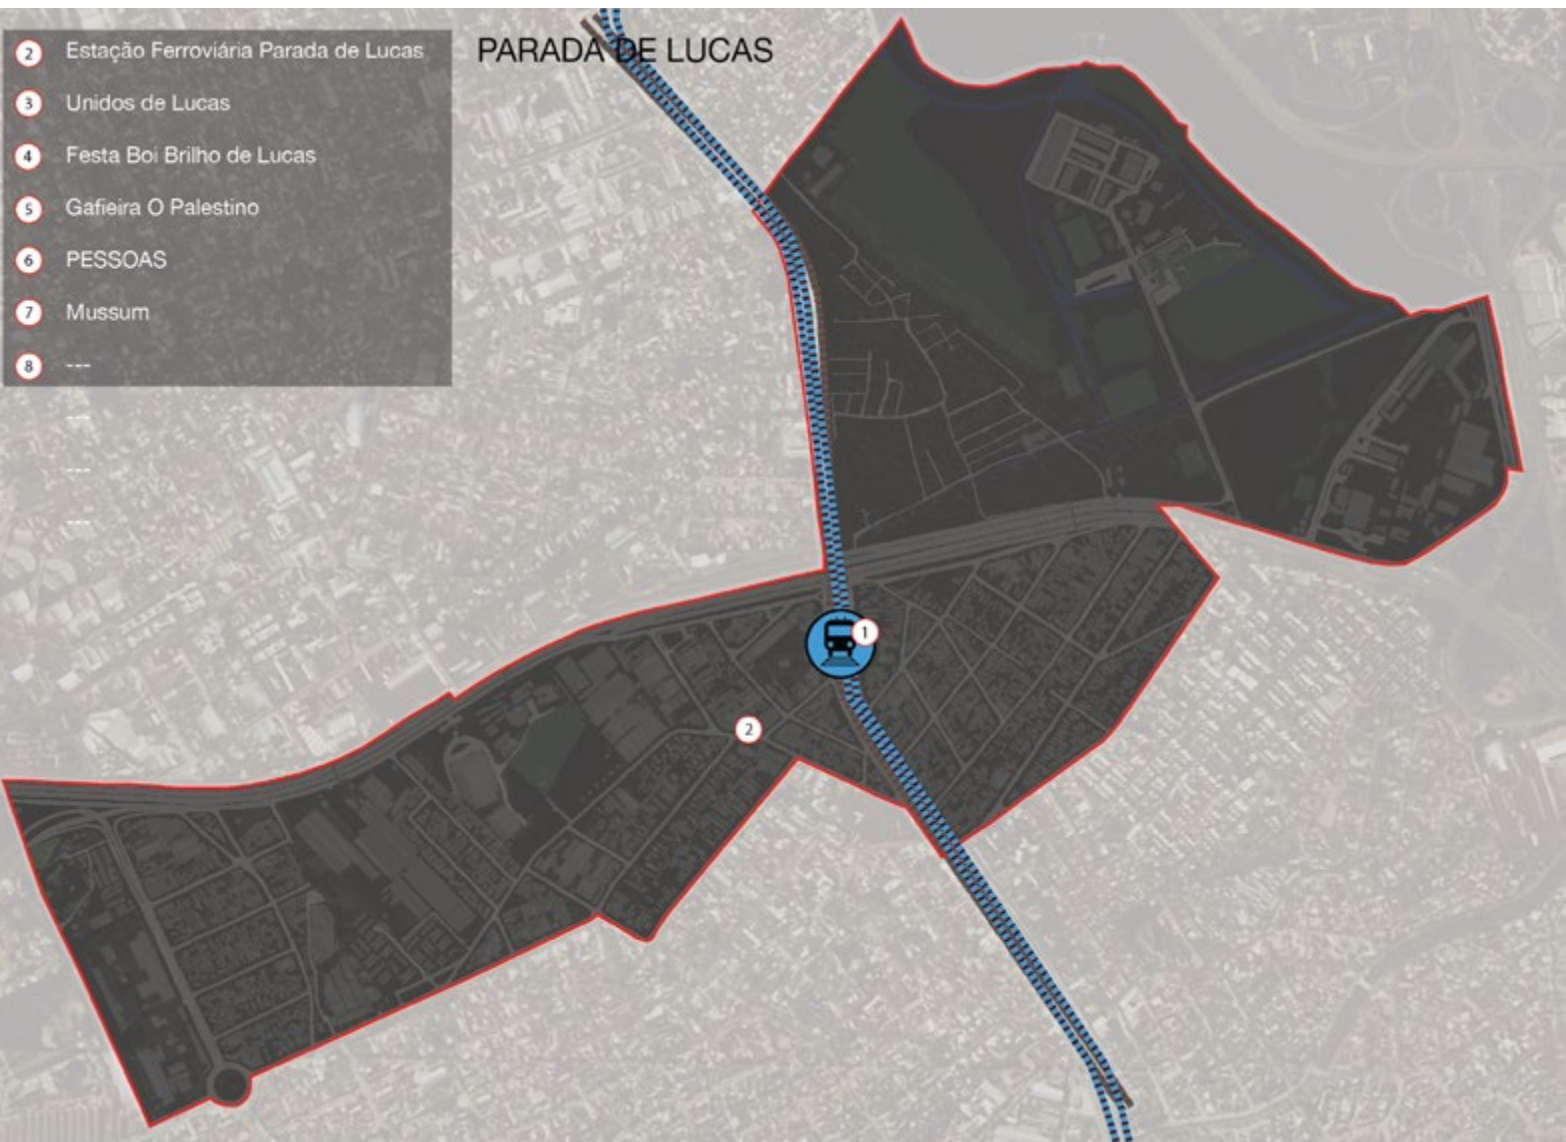 PARADA DE LUCAS
2 Estação Ferroviária Parada de Lucas
3 Unidos de Lucas
4 Festa Boi Brilho de Lucas
5 Gafieira O Palestino
6 PESSOAS
7 Mussum
8 ---
---
---
---
1
2